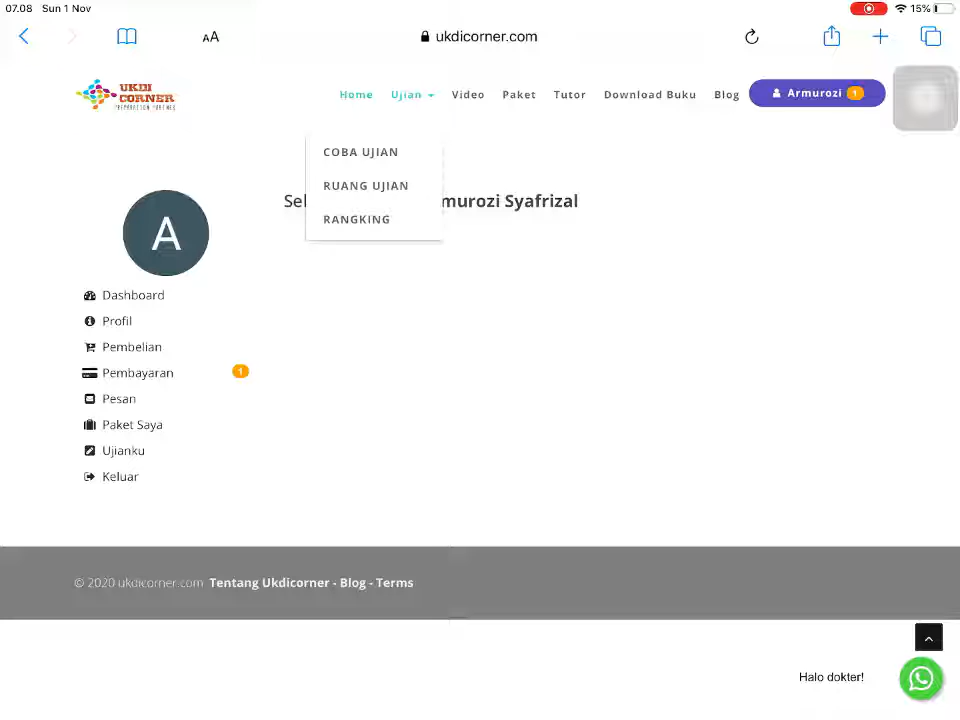 07.08 Sun 1 Nov
15%
AA
ukdicorner.com
UKDI
CORNER
Home Ujian Video Paket Tutor Download Buku Blog Armurozi 1
COBA UJIAN
RUANG UJIAN
RANGKING
murozi Syafrizal
A
Dashboard
Profil
Pembelian
Pembayaran 1
Pesan
Paket Saya
Ujianku
Keluar
© 2020 ukdicorner.com Tentang Ukdicorner - Blog - Terms
Halo dokter!